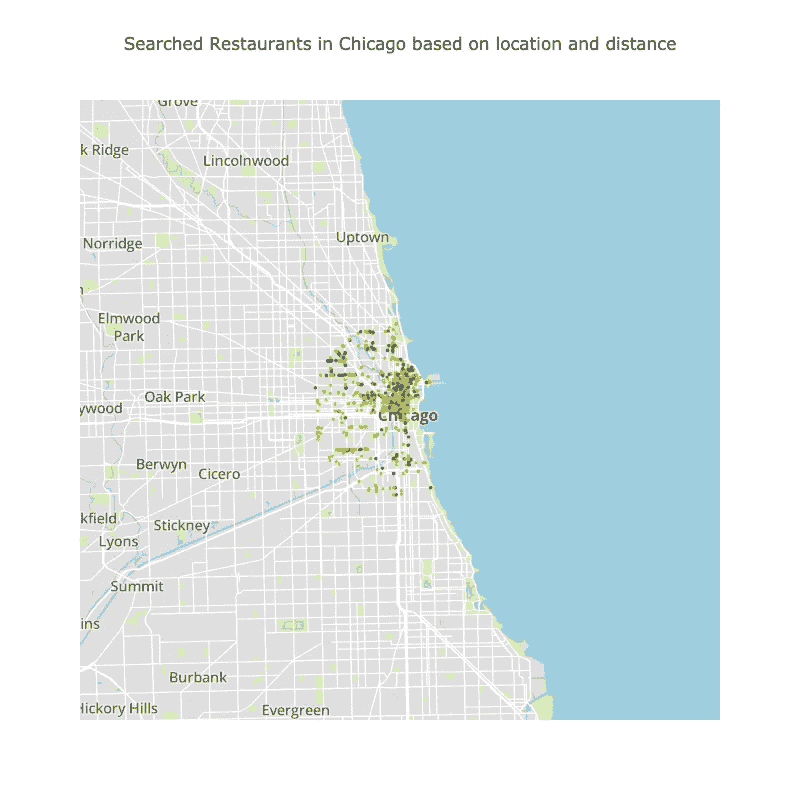 Searched Restaurants in Chicago based on location and distance
Grove
k Ridge
Lincolnwood
Norridge
Uptown
Elmwood
Park
Oak Park
ywood
Chicago
Berwyn
Cicero
kfield
Stickney
Lyons
Summit
ins
Burbank
Hickory Hills
Evergreen